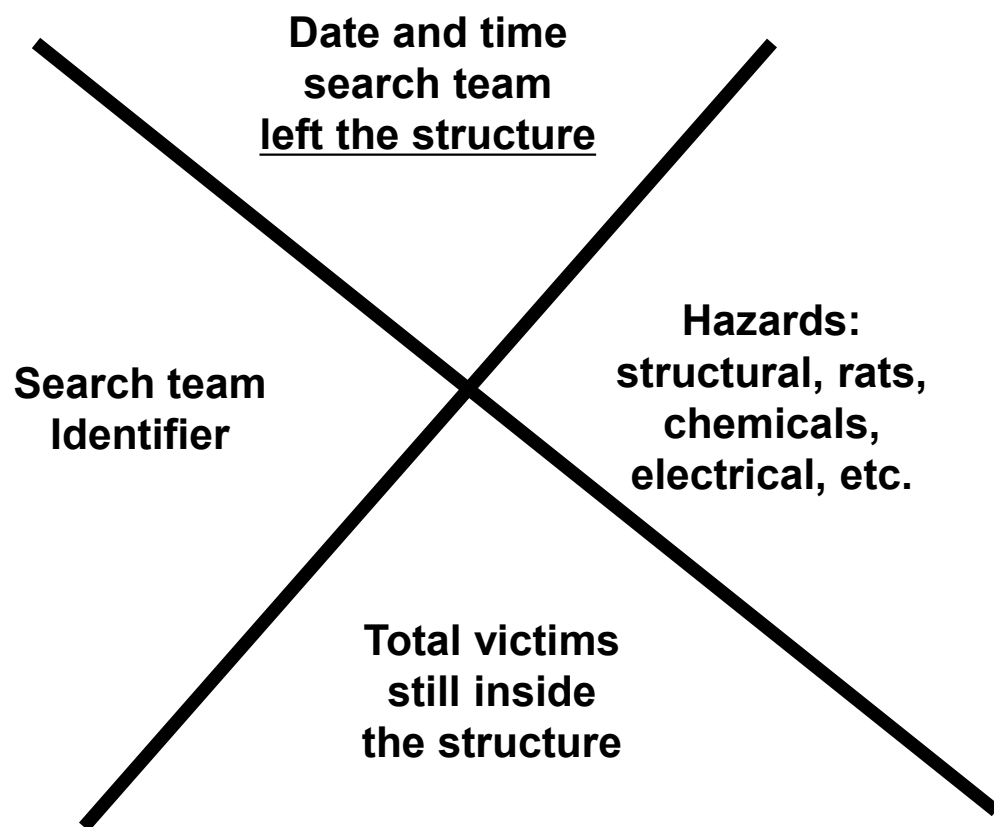 Date and time
search team
left the structure
Search team
Identifier
Hazards:
structural, rats,
chemicals,
electrical, etc.
Total victims
still inside
the structure